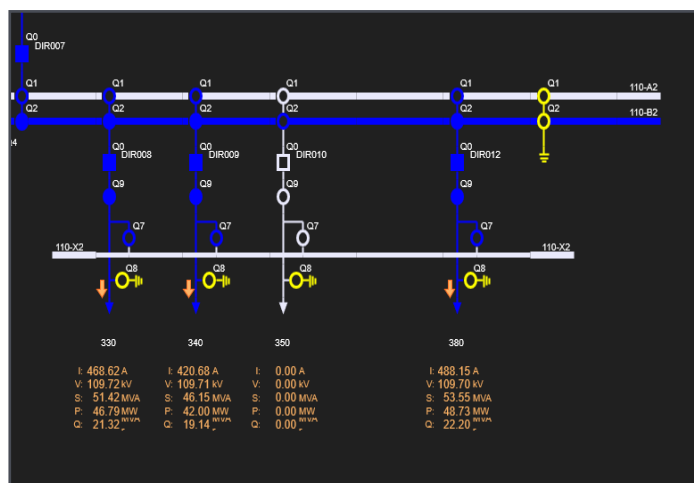 Q0
DIR007
Q1 Q1 Q1 Q1 Q1 Q1 110-A2
Q2 Q2 Q2 Q2 Q2 Q2 110-B2
Q0 Q0 Q0 Q0
DIR008 DIR009 DIR010 DIR012
Q9 Q9 Q9 Q9
Q7 Q7 Q7 Q7
110-X2 110-X2
Q8 Q8 Q8 Q8
330 340 350 380
I: 468.62 A I: 420.68 A I: 0.00 A I: 488.15 A
V: 109.72 kV V: 109.71 kV V: 0.00 kV V: 109.70 kV
S: 51.42 MVA S: 46.15 MVA S: 0.00 MVA S: 53.55 MVA
P: 46.79 MW P: 42.00 MW P: 0.00 MW P: 48.73 MW
Q: 21.32 Q: 19.14 Q: 0.00 Q: 22.20